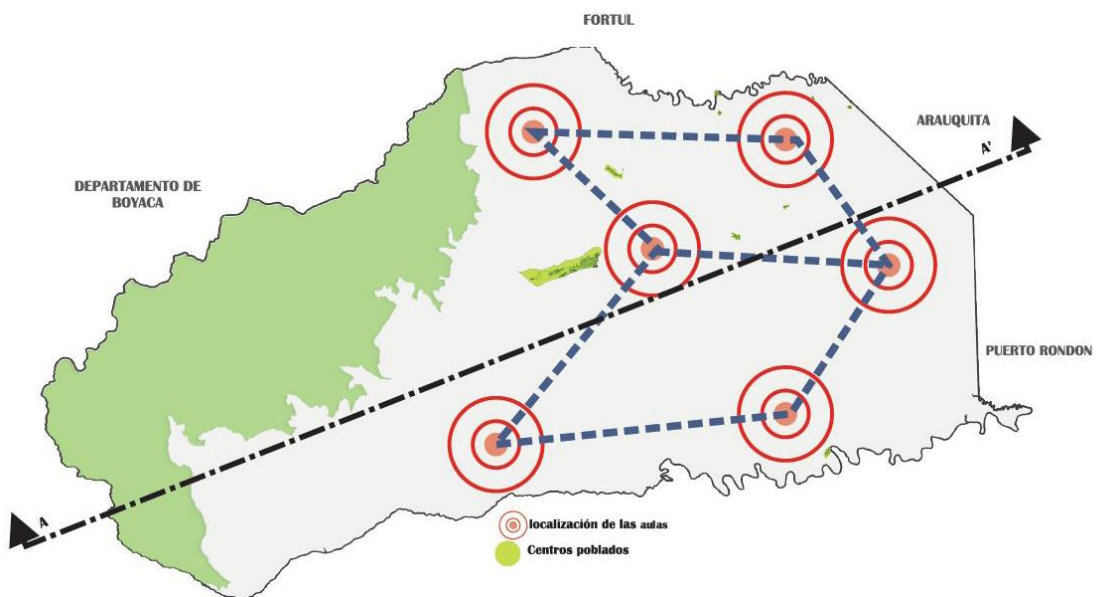 FORTUL
ARAUQUITA
A'
DEPARTAMENTO DE
BOYACA
PUERTO RONDON
A
localización de las aulas
Centros poblados